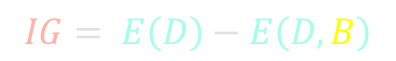 IG = E(D) − E(D, B)